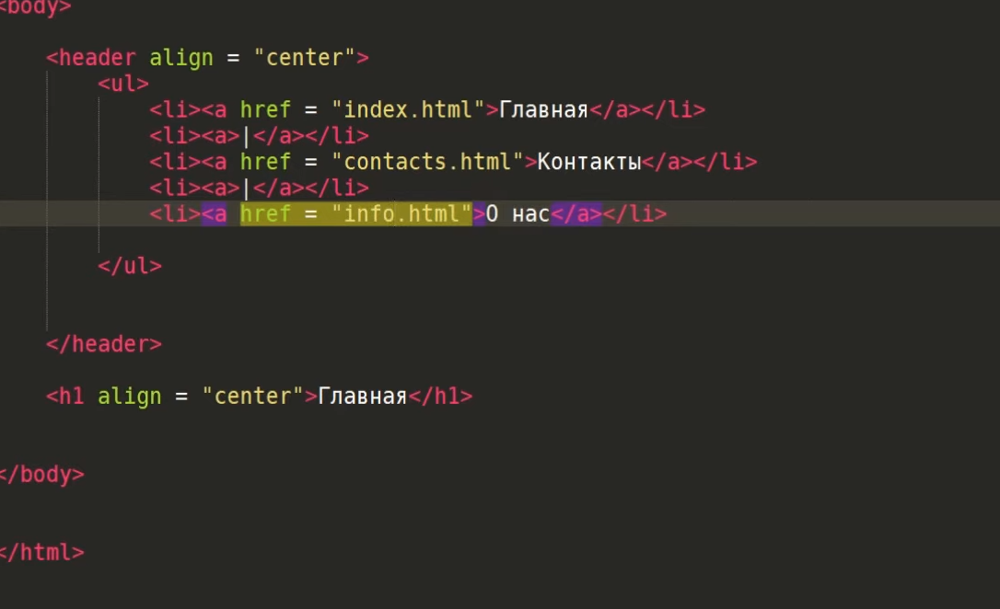 <body>
<header align = "center">
<ul>
<li><a href = "index.html">Главная</a></li>
<li><a>|</a></li>
<li><a href = "contacts.html">Контакты</a></li>
<li><a>|</a></li>
<li><a href = "info.html">О нас</a></li>
</ul>
</header>
<h1 align = "center">Главная</h1>
</body>
</html>